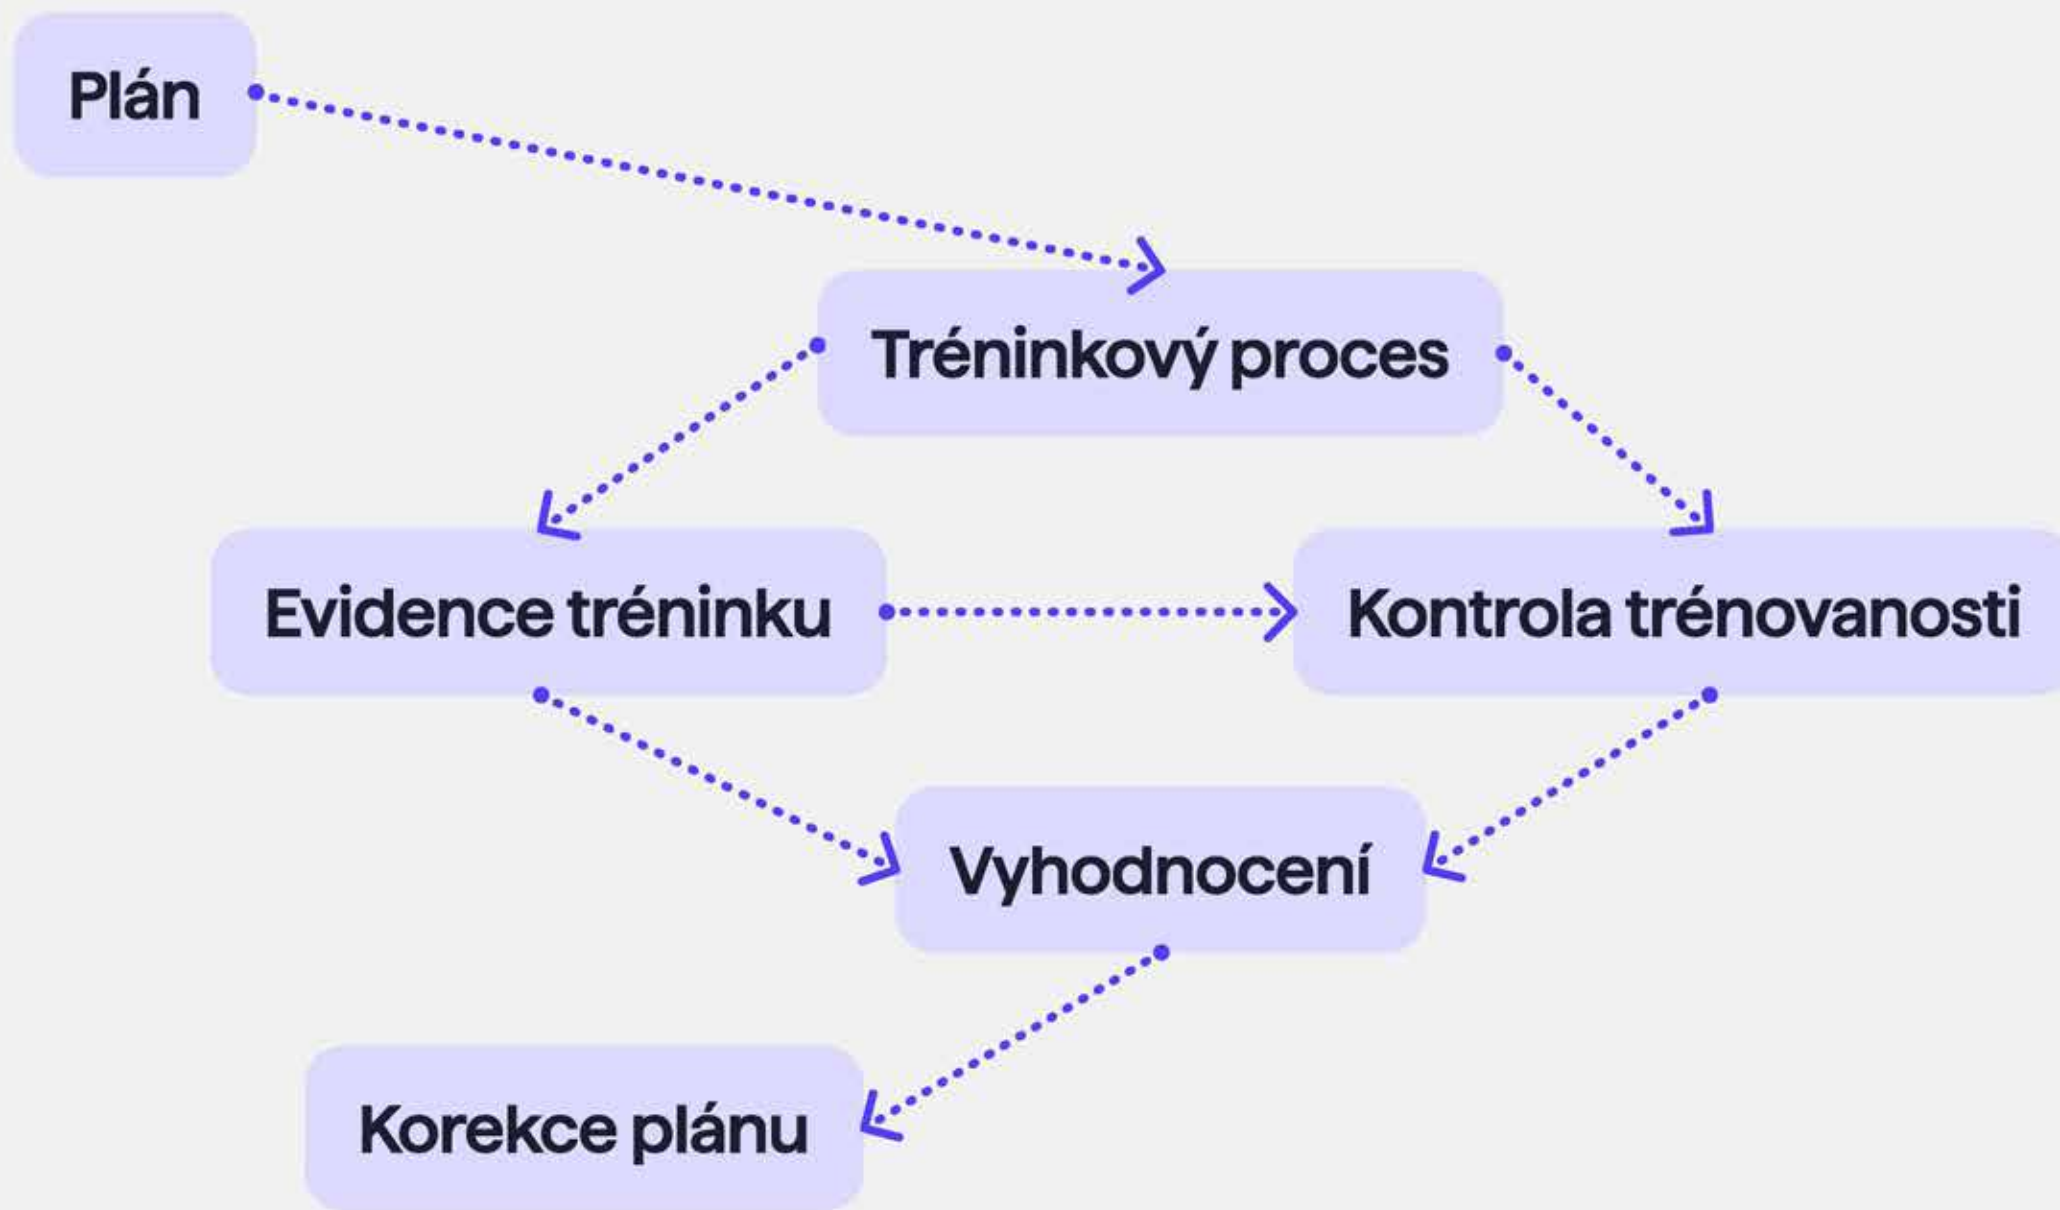 Plán
Tréninkový proces
Evidence tréninku
Kontrola trénovanosti
Vyhodnocení
Korekce plánu